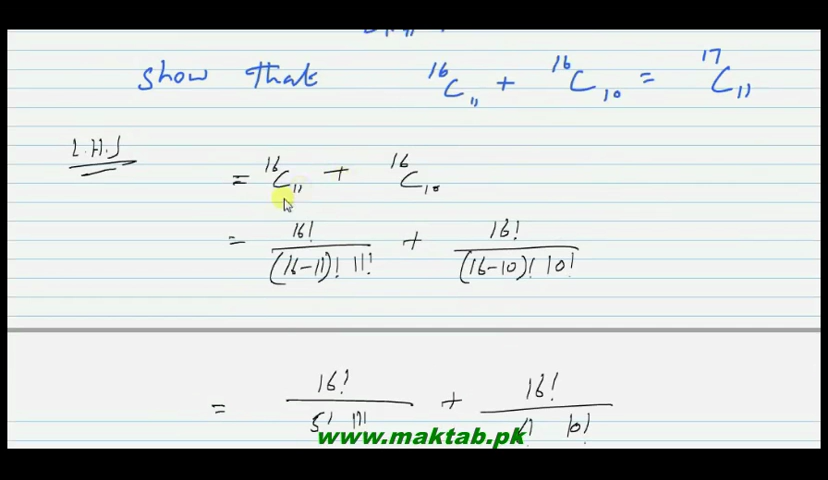 show that ¹⁶C₁₁ + ¹⁶C₁₀ = ¹⁷C₁₁
L.H.S
= ¹⁶C₁₁ + ¹⁶C₁₀
= 16!/((16-11)! 11!) + 16!/((16-10)! 10!)
= 16!/(5! 11!) + 16!/( 10!)
www.maktab.pk